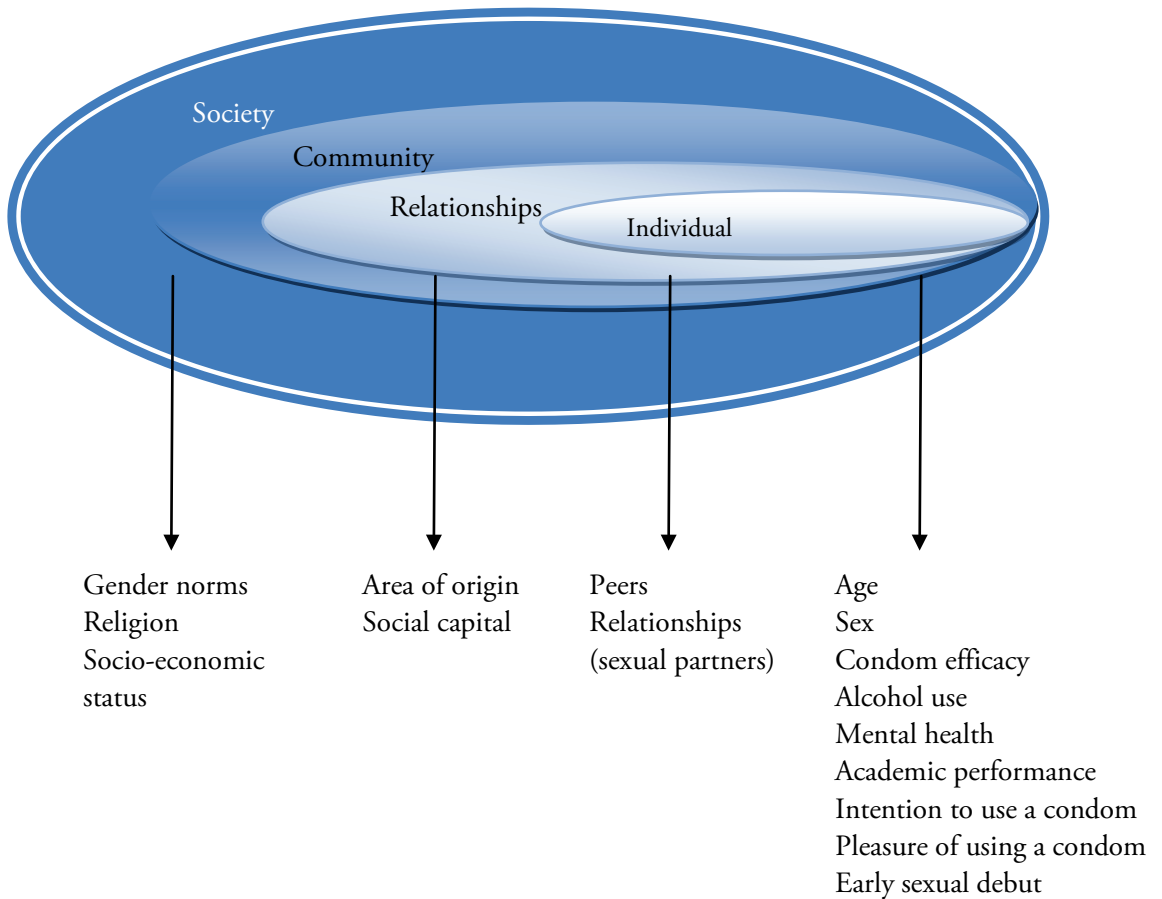 Society
Community
Relationships
Individual
Gender norms
Religion
Socio-economic
status
Area of origin
Social capital
Peers
Relationships
(sexual partners)
Age
Sex
Condom efficacy
Alcohol use
Mental health
Academic performance
Intention to use a condom
Pleasure of using a condom
Early sexual debut